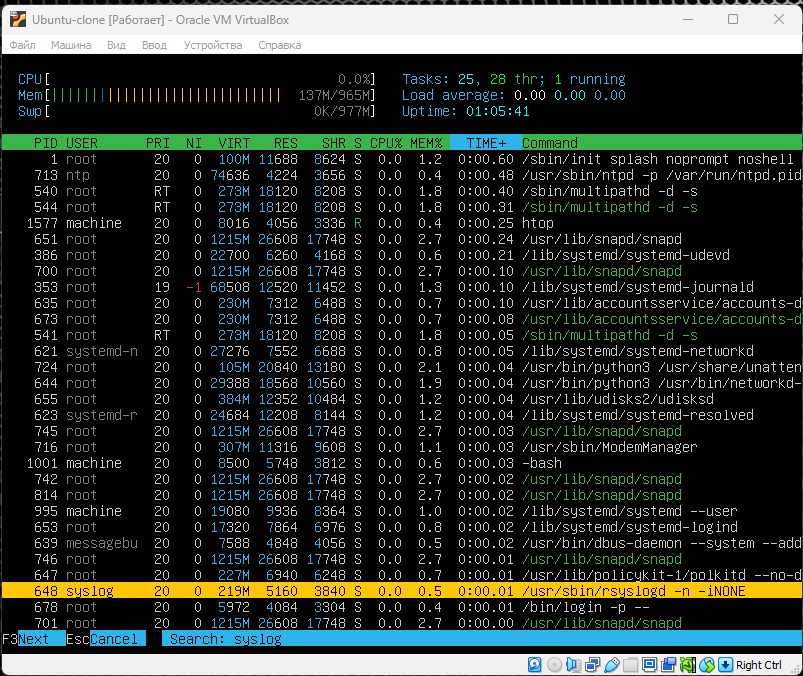 Ubuntu-clone [Работает] - Oracle VM VirtualBox
Файл Машина Вид Ввод Устройства Справка
CPU[ 0.0%] Tasks: 25, 28 thr; 1 running
Mem[||||||||||||||||||||||||||||| 137M/965M] Load average: 0.00 0.00 0.00
Swp[ 0K/977M] Uptime: 01:05:41
PID USER PRI NI VIRT RES SHR S CPU% MEM% TIME+ Command
1 root 20 0 100M 11688 8624 S 0.0 1.2 0:00.60 /sbin/init splash noprompt noshell
713 ntp 20 0 74636 4224 3656 S 0.0 0.4 0:00.48 /usr/sbin/ntpd -p /var/run/ntpd.pid
540 root RT 0 273M 18120 8208 S 0.0 1.8 0:00.40 /sbin/multipathd -d -s
544 root RT 0 273M 18120 8208 S 0.0 1.8 0:00.31 /sbin/multipathd -d -s
1577 machine 20 0 8016 4056 3336 R 0.0 0.4 0:00.25 htop
651 root 20 0 1215M 26608 17748 S 0.0 2.7 0:00.24 /usr/lib/snapd/snapd
386 root 20 0 22700 6260 4168 S 0.0 0.6 0:00.21 /lib/systemd/systemd-udevd
700 root 20 0 1215M 26608 17748 S 0.0 2.7 0:00.10 /usr/lib/snapd/snapd
353 root 19 -1 68508 12520 11452 S 0.0 1.3 0:00.10 /lib/systemd/systemd-journald
635 root 20 0 230M 7312 6488 S 0.0 0.7 0:00.10 /usr/lib/accountsservice/accounts-d
673 root 20 0 230M 7312 6488 S 0.0 0.7 0:00.08 /usr/lib/accountsservice/accounts-d
541 root RT 0 273M 18120 8208 S 0.0 1.8 0:00.05 /sbin/multipathd -d -s
621 systemd-n 20 0 27276 7552 6688 S 0.0 0.8 0:00.05 /lib/systemd/systemd-networkd
724 root 20 0 105M 20840 13180 S 0.0 2.1 0:00.04 /usr/bin/python3 /usr/share/unatten
644 root 20 0 29388 18568 10560 S 0.0 1.9 0:00.04 /usr/bin/python3 /usr/bin/network-
655 root 20 0 384M 12352 10484 S 0.0 1.2 0:00.04 /usr/lib/udisks2/udisksd
623 systemd-r 20 0 24684 12208 8144 S 0.0 1.2 0:00.04 /lib/systemd/systemd-resolved
745 root 20 0 1215M 26608 17748 S 0.0 2.7 0:00.03 /usr/lib/snapd/snapd
716 root 20 0 307M 11316 9608 S 0.0 1.1 0:00.03 /usr/sbin/ModemManager
1001 machine 20 0 8500 5748 3812 S 0.0 0.6 0:00.03 -bash
742 root 20 0 1215M 26608 17748 S 0.0 2.7 0:00.02 /usr/lib/snapd/snapd
814 root 20 0 1215M 26608 17748 S 0.0 2.7 0:00.02 /usr/lib/snapd/snapd
995 machine 20 0 19080 9936 8364 S 0.0 1.0 0:00.02 /lib/systemd/systemd --user
653 root 20 0 17320 7864 6976 S 0.0 0.8 0:00.02 /lib/systemd/systemd-logind
639 messagebu 20 0 7588 4848 4056 S 0.0 0.5 0:00.02 /usr/bin/dbus-daemon --system --add
746 root 20 0 1215M 26608 17748 S 0.0 2.7 0:00.01 /usr/lib/snapd/snapd
647 root 20 0 227M 6940 6248 S 0.0 0.7 0:00.01 /usr/lib/policykit-1/polkitd --no-d
648 syslog 20 0 219M 5160 3840 S 0.0 0.5 0:00.01 /usr/sbin/rsyslogd -n -iNONE
678 root 20 0 5972 4084 3304 S 0.0 0.4 0:00.01 /bin/login -p --
701 root 20 0 1215M 26608 17748 S 0.0 2.7 0:00.00 /usr/lib/snapd/snapd
F3Next EscCancel Search: syslog
Right Ctrl